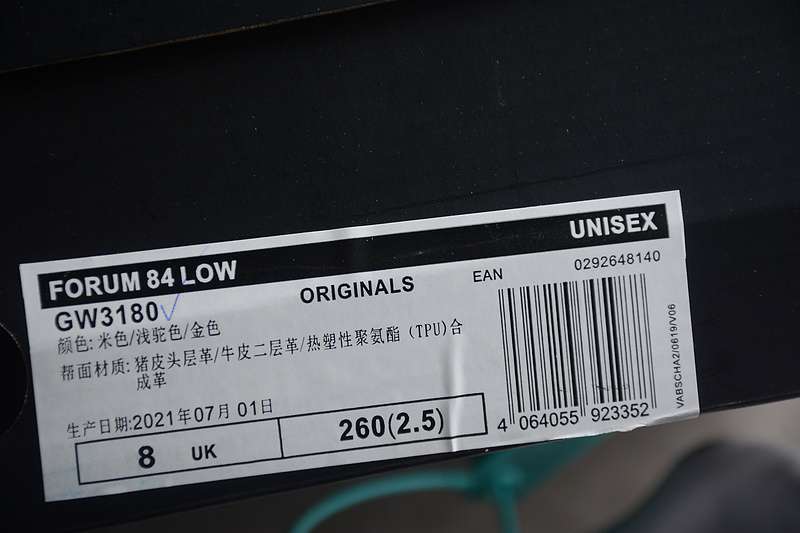 FORUM 84 LOW
UNISEX
GW3180
ORIGINALS
EAN
0292648140
颜色: 米色/浅驼色/金色
帮面材质: 猪皮头层革/牛皮二层革/热塑性聚氨酯 (TPU)合
成革
生产日期:2021年07月 01日
8 UK
260(2.5)
4 064055 923352
VABSCHA2/0619/V06